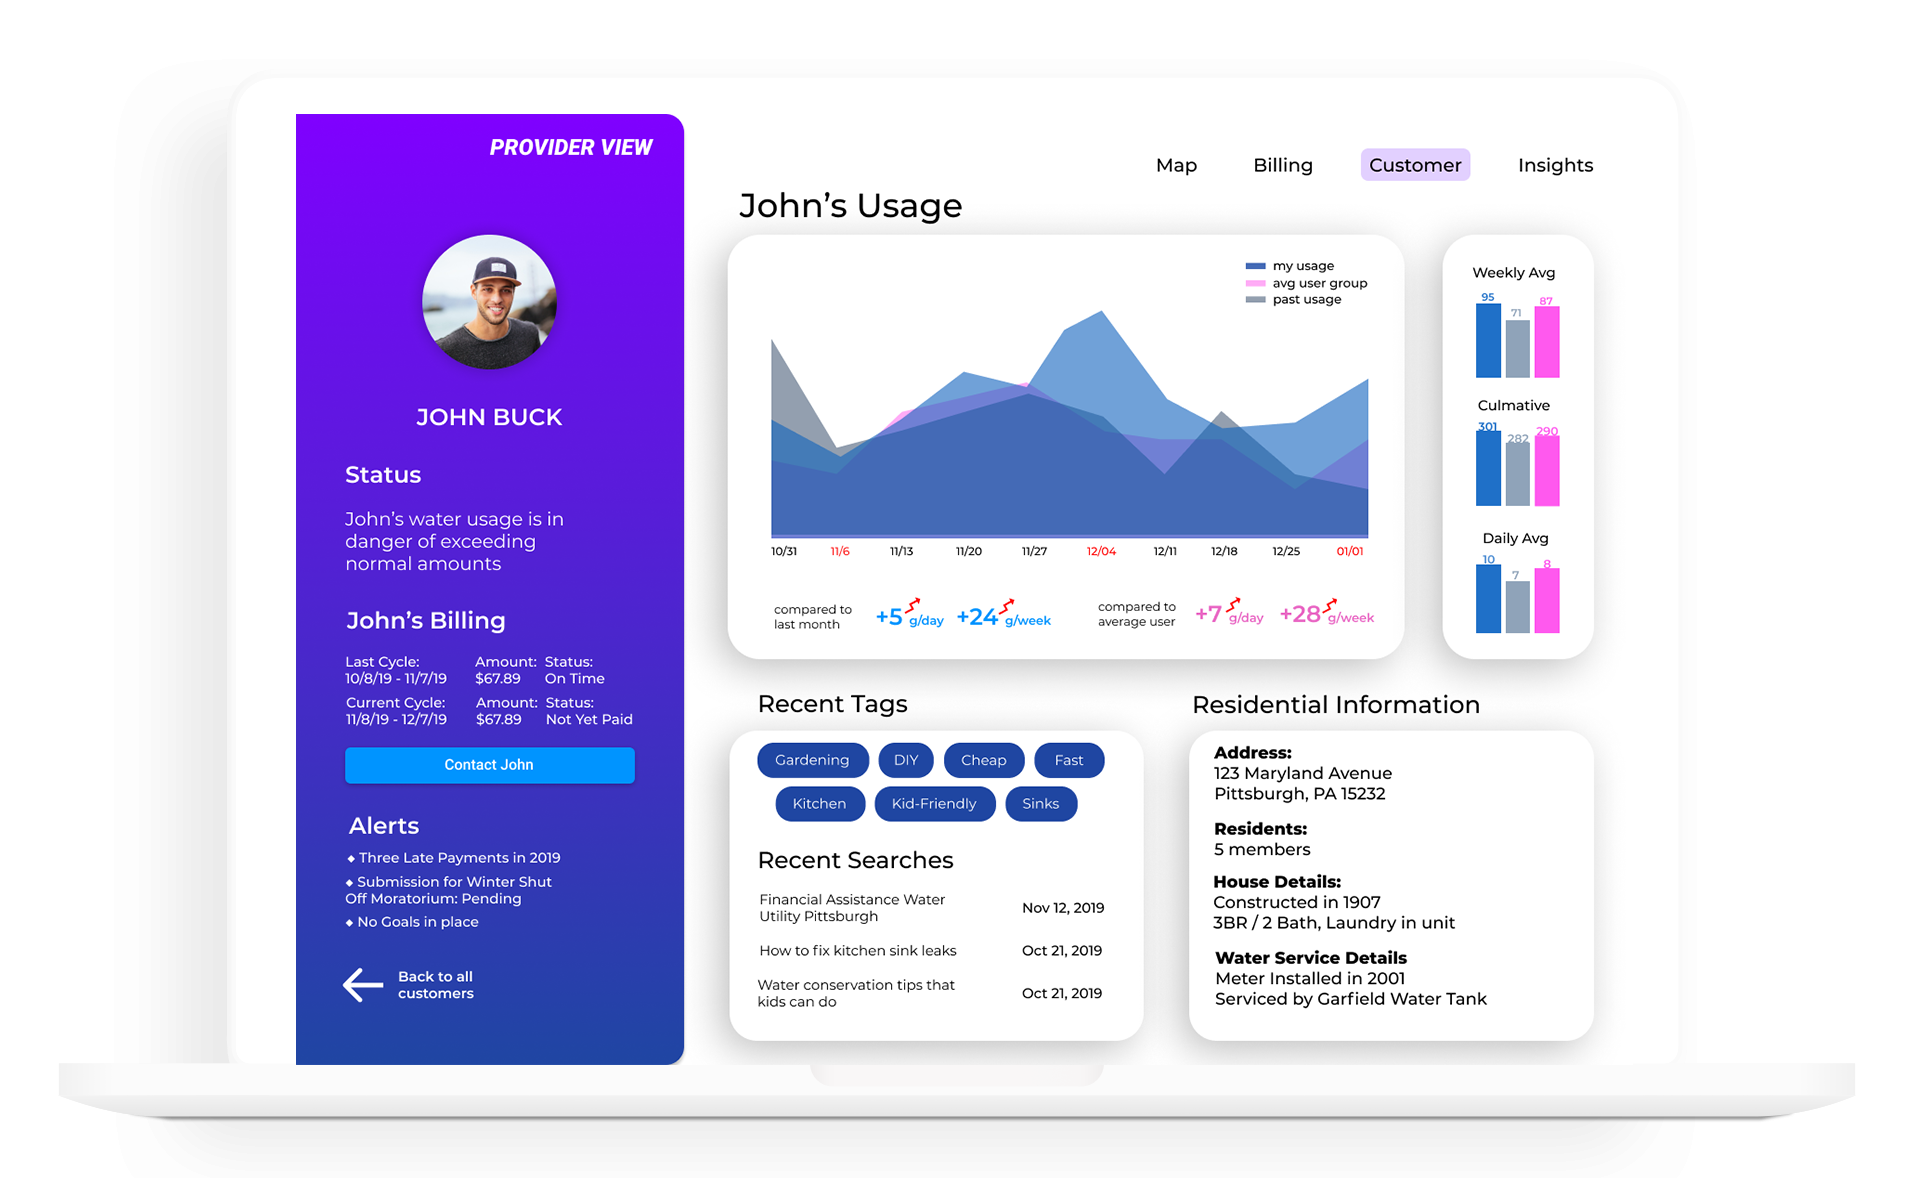 PROVIDER VIEW
JOHN BUCK
Status
John’s water usage is in
danger of exceeding
normal amounts
John’s Billing
Last Cycle: Amount: Status:
10/8/19 - 11/7/19 $67.89 On Time
Current Cycle: Amount: Status:
11/8/19 - 12/7/19 $67.89 Not Yet Paid
Contact John
Alerts
◆ Three Late Payments in 2019
◆ Submission for Winter Shut
Off Moratorium: Pending
◆ No Goals in place
Back to all
customers
Map Billing Customer Insights
John’s Usage
my usage
avg user group
past usage
10/31 11/6 11/13 11/20 11/27 12/04 12/11 12/18 12/25 01/01
compared to
last month
+5 g/day +24 g/week
compared to
average user
+7 g/day +28 g/week
Weekly Avg
95 71 87
Culmative
301 282 290
Daily Avg
10 7 8
Recent Tags
Gardening DIY Cheap Fast
Kitchen Kid-Friendly Sinks
Recent Searches
Financial Assistance Water
Utility Pittsburgh
Nov 12, 2019
How to fix kitchen sink leaks Oct 21, 2019
Water conservation tips that
kids can do
Oct 21, 2019
Residential Information
Address:
123 Maryland Avenue
Pittsburgh, PA 15232
Residents:
5 members
House Details:
Constructed in 1907
3BR / 2 Bath, Laundry in unit
Water Service Details
Meter Installed in 2001
Serviced by Garfield Water Tank